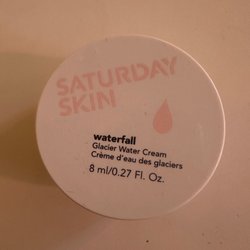 SATURDAY
SKIN
waterfall
Glacier Water Cream
Crème d'eau des glaciers
8 ml/0.27 Fl. Oz.